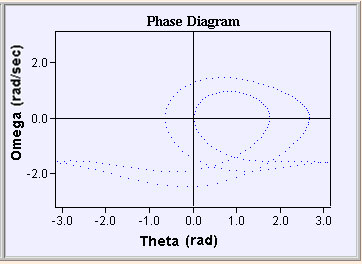 Phase Diagram
Omega (rad/sec)
2.0
0.0
-2.0
-3.0 -2.0 -1.0 0.0 1.0 2.0 3.0
Theta (rad)